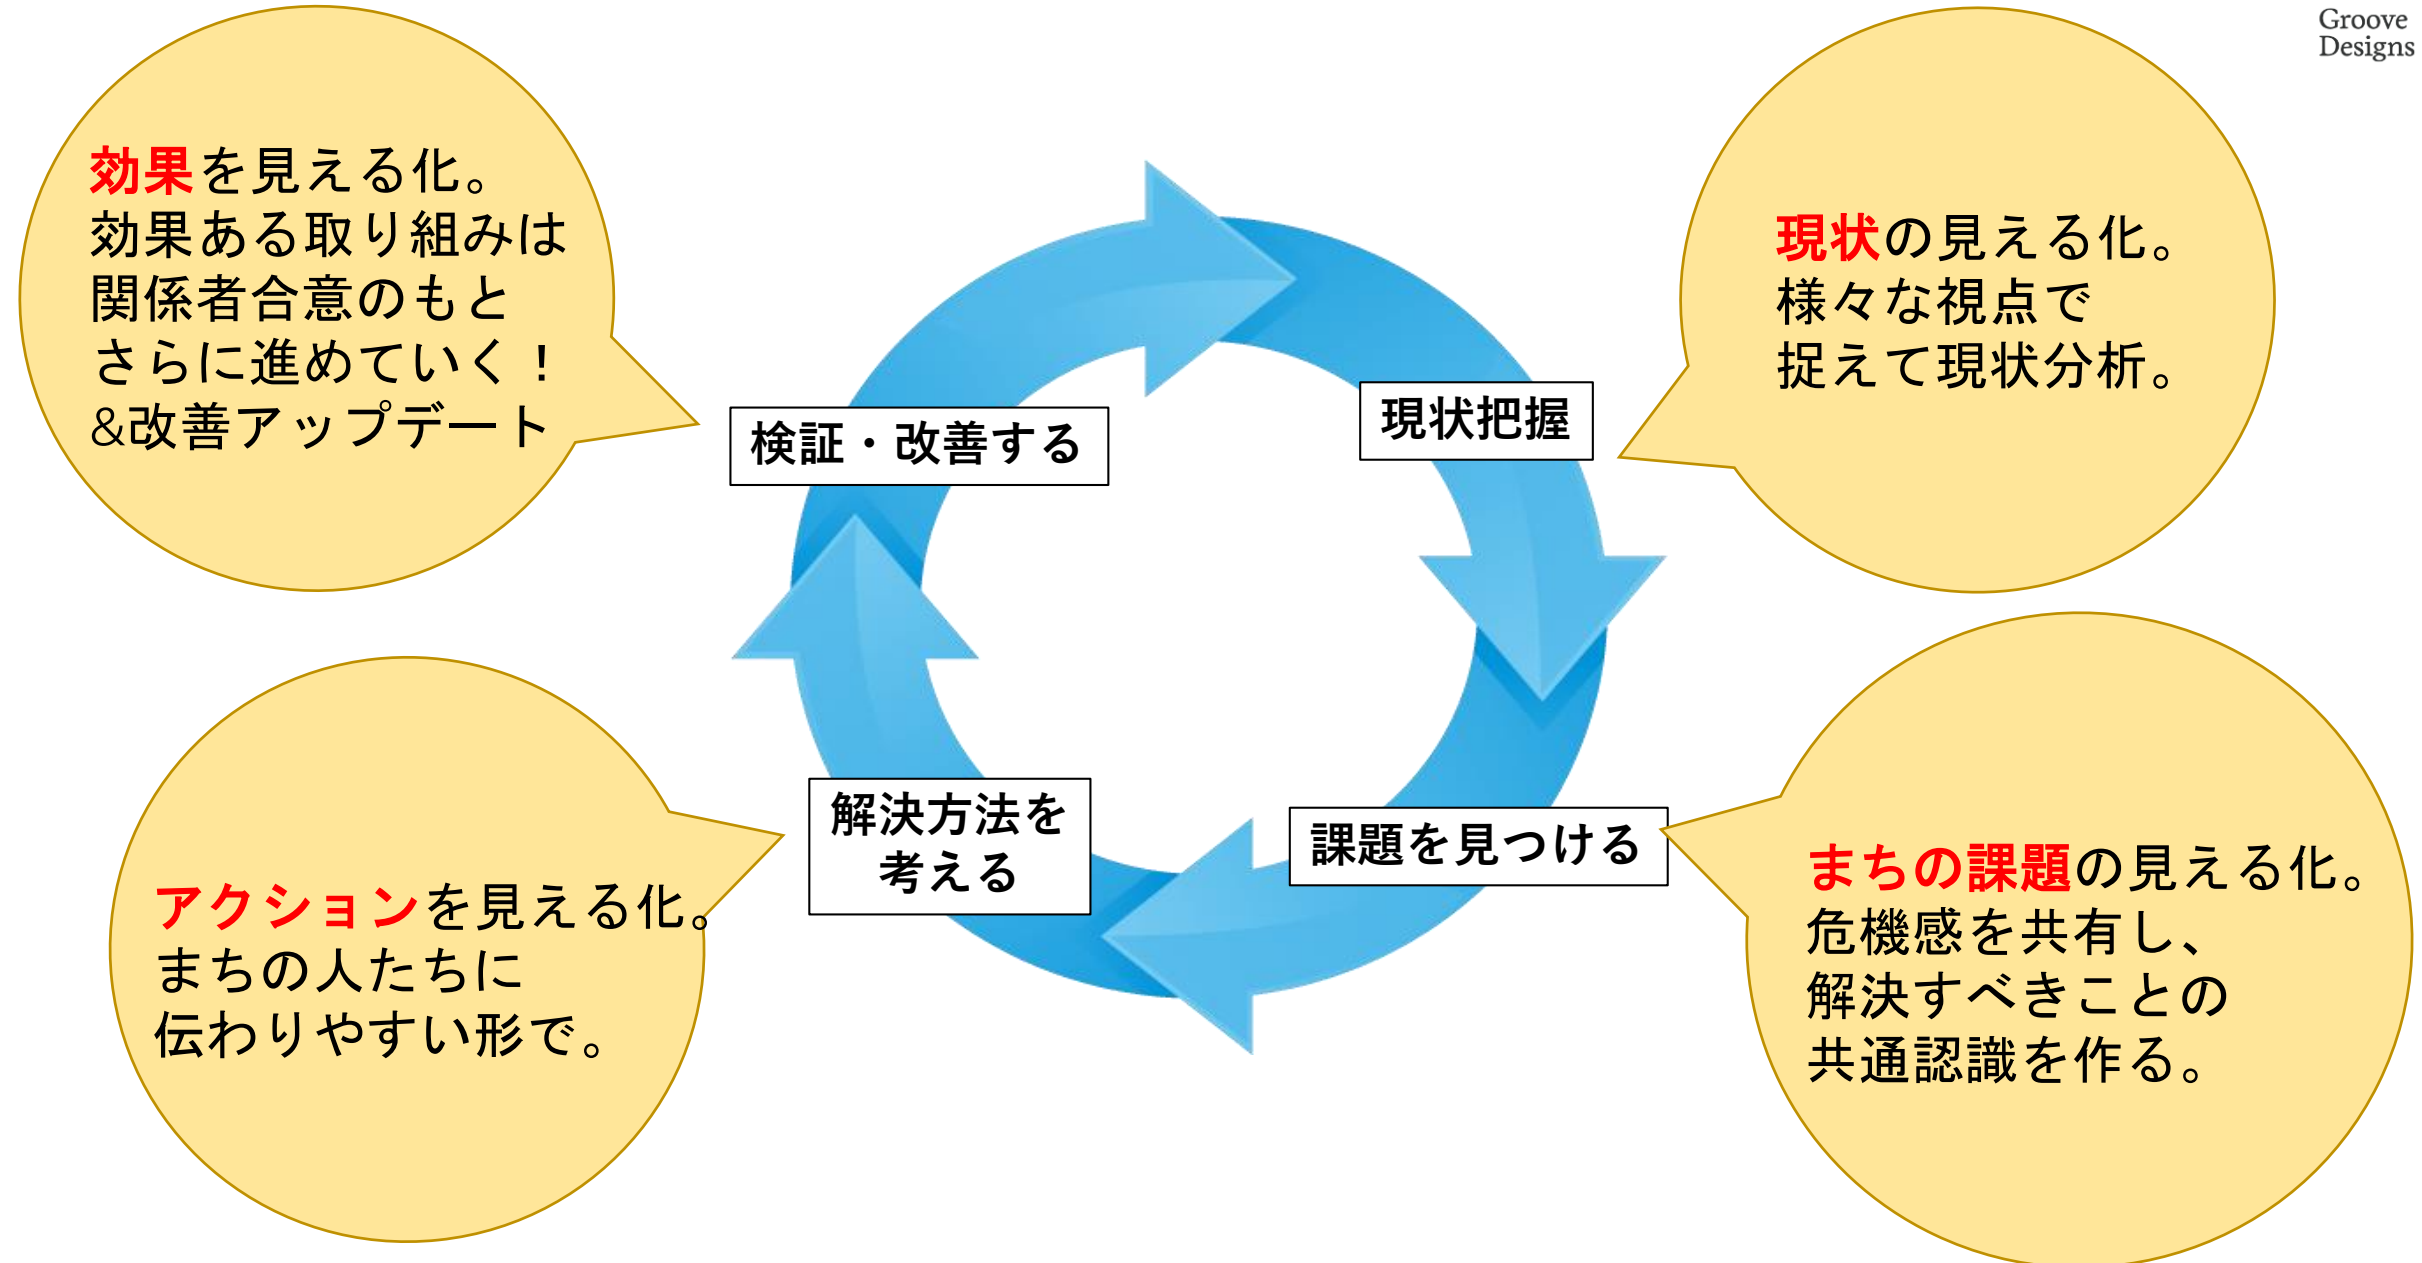 Groove
Designs
効果を見える化。
効果ある取り組みは
関係者合意のもと
さらに進めていく！
&改善アップデート
現状の見える化。
様々な視点で
捉えて現状分析。
検証・改善する
現状把握
解決方法を
考える
課題を見つける
アクションを見える化。
まちの人たちに
伝わりやすい形で。
まちの課題の見える化。
危機感を共有し、
解決すべきことの
共通認識を作る。